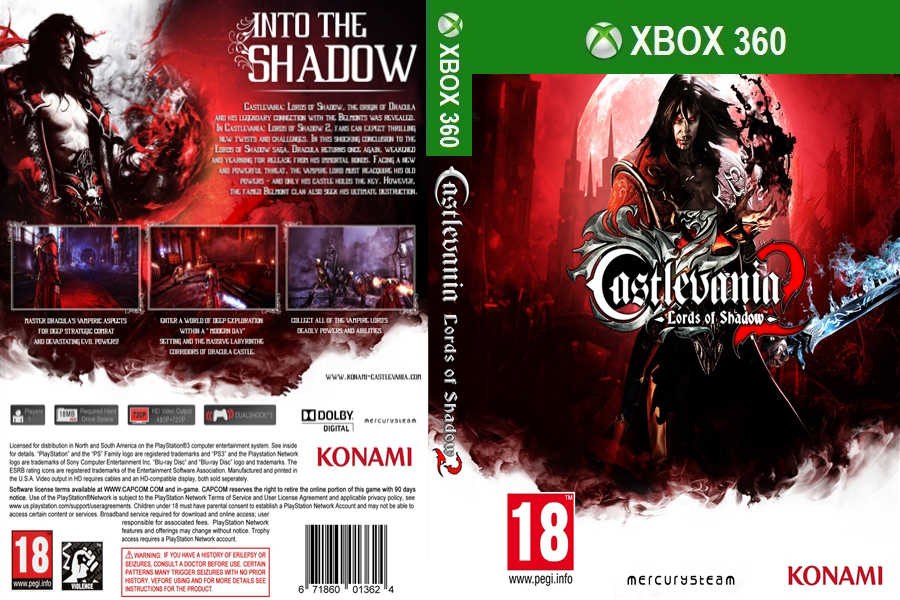 INTO THE
SHADOW
CASTLEVANIA: LORDS OF SHADOW, THE ORIGIN OF DRACULA
AND HIS LEGENDARY CONNECTION WITH THE BELMONTS WAS REVEALED.
IN CASTLEVANIA: LORDS OF SHADOW 2, FANS CAN EXPECT THRILLING
NEW TWISTS AND CHALLENGES. IN THIS SHOCKING CONCLUSION TO THE
LORDS OF SHADOW SAGA, DRACULA RETURNS ONCE AGAIN, WEAKENED
AND YEARNING FOR RELEASE FROM HIS IMMORTAL BONDS. FACING A NEW
AND POWERFUL THREAT, THE VAMPIRE LORD MUST REACQUIRE HIS OLD
POWERS - AND ONLY HIS CASTLE HOLDS THE KEY. HOWEVER,
THE FAMED BELMONT CLAN ALSO SEEK HIS ULTIMATE DESTRUCTION.
MASTER DRACULA'S VAMPIRIC ASPECTS
FOR DEEP STRATEGIC COMBAT
AND DEVASTATING EVIL POWERS!
ENTER A WORLD OF DEEP EXPLORATION
WITHIN A " MODERN DAY"
SETTING AND THE MASSIVE LABYRINTHE
CORRIDORS OF DRACULA CASTLE.
COLLECT ALL OF THE VAMPIRE LORD'S
DEADLY POWERS AND ABILITIES.
WWW.KONAMI-CASTLEVANIA.COM
Players
1
18MB
Required Hard
Drive Space
720P
HD Video Output
480P•720P
DUALSHOCK®3
DOLBY
DIGITAL
mercurysteam
Licensed for distribution in North and South America on the PlayStation®3 computer entertainment system. See inside
for details. "PlayStation" and the "PS" Family logo are registered trademarks and "PS3" and the Playstation Network
logo are trademarks of Sony Computer Entertainment Inc. "Blu-ray Disc" and "Blu-ray Disc" logo and trademarks. The
ESRB rating icons are registered trademarks of the Entertainment Software Association. Manufactured and printed in
the U.S.A. Video output in HD requires cables and an HD-compatible display, both sold seperately.
KONAMI
Software license terms available at WWW.CAPCOM.COM and in-game. CAPCOM reserves the right to retire the online portion of this game with 90 days
notice. Use of the PlayStation®Network is subject to the PlayStation Network Terms of Service and User License Agreement and applicable privacy policy, see
www.us.playstation.com/support/useragreements. Children under 18 must have parental consent to establish a PlayStation Network Account and may not be able to
access certain content or services. Broadband service required for download and online access; user
responsible for associated fees. PlayStation Network
features and offerings may change without notice. Trophy
access requires a PlayStation Network account.
18
www.pegi.info
VIOLENCE
WARNING: IF YOU HAVE A HISTORY OF EPILEPSY OR
SEIZURES, CONSULT A DOCTOR BEFORE USE. CERTAIN
PATTERNS MANY TRIGGER SEIZURES WITH NO PRIOR
HISTORY. VEFORE USING AND FOR MORE DETAILS SEE
INSTRUCTIONS FOR THE PRODUCT.
6 71860 01362 4
XBOX 360
Castlevania Lords of Shadow 2
XBOX 360
Castlevania 2
Lords of Shadow
18 TM
www.pegi.info
mercurysteam
KONAMI